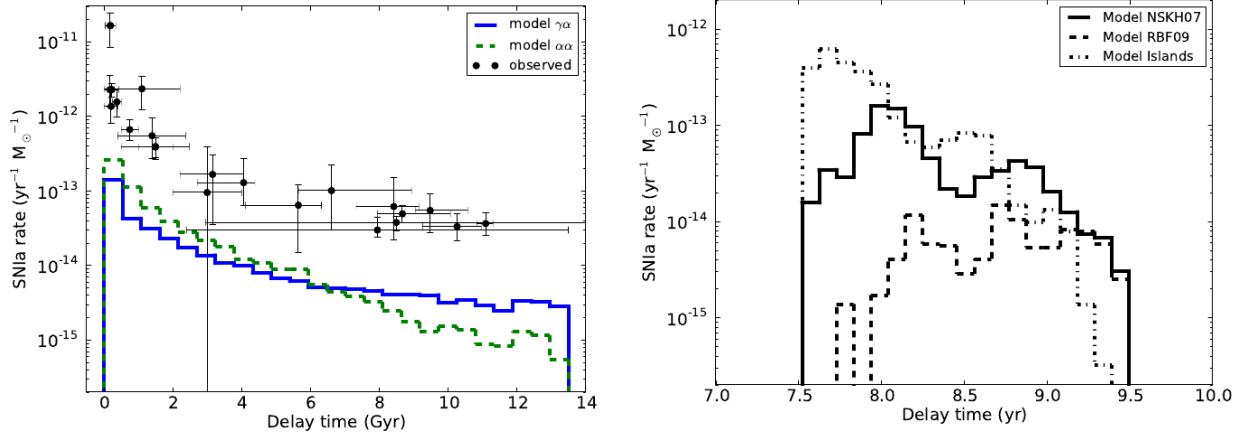 SNIa rate (yr⁻¹ M☉⁻¹)
10⁻¹¹
10⁻¹²
10⁻¹³
10⁻¹⁴
10⁻¹⁵
model γα
model αα
observed
0 2 4 6 8 10 12 14
Delay time (Gyr)
SNIa rate (yr⁻¹ M☉⁻¹)
10⁻¹²
10⁻¹³
10⁻¹⁴
10⁻¹⁵
Model NSKH07
Model RBF09
Model Islands
7.0 7.5 8.0 8.5 9.0 9.5 10.0
Delay time (yr)